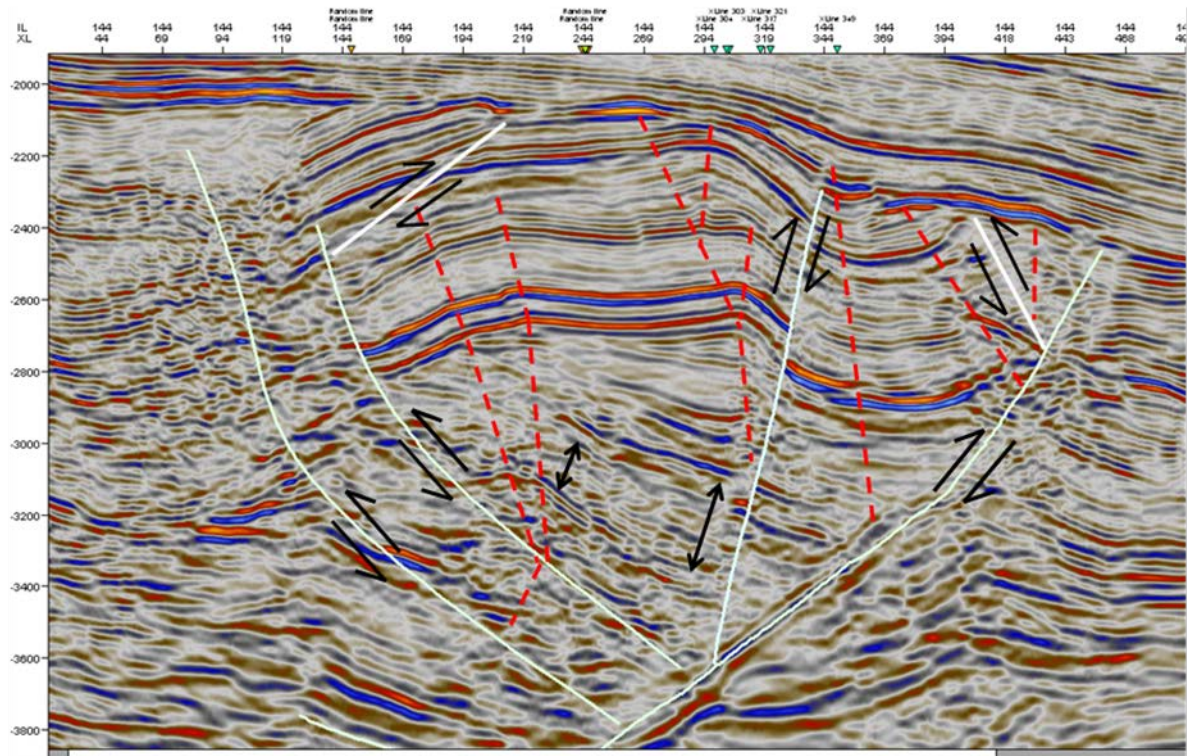 Random line Random line XLine 303 XLine 321
Random line Random line XLine 304 XLine 317 XLine 349
IL 144 144 144 144 144 144 144 144 144 144 144 144 144 144 144 144 144 144
XL 44 69 94 119 144 169 194 219 244 269 294 319 344 369 394 418 443 468
-2000
-2200
-2400
-2600
-2800
-3000
-3200
-3400
-3600
-3800